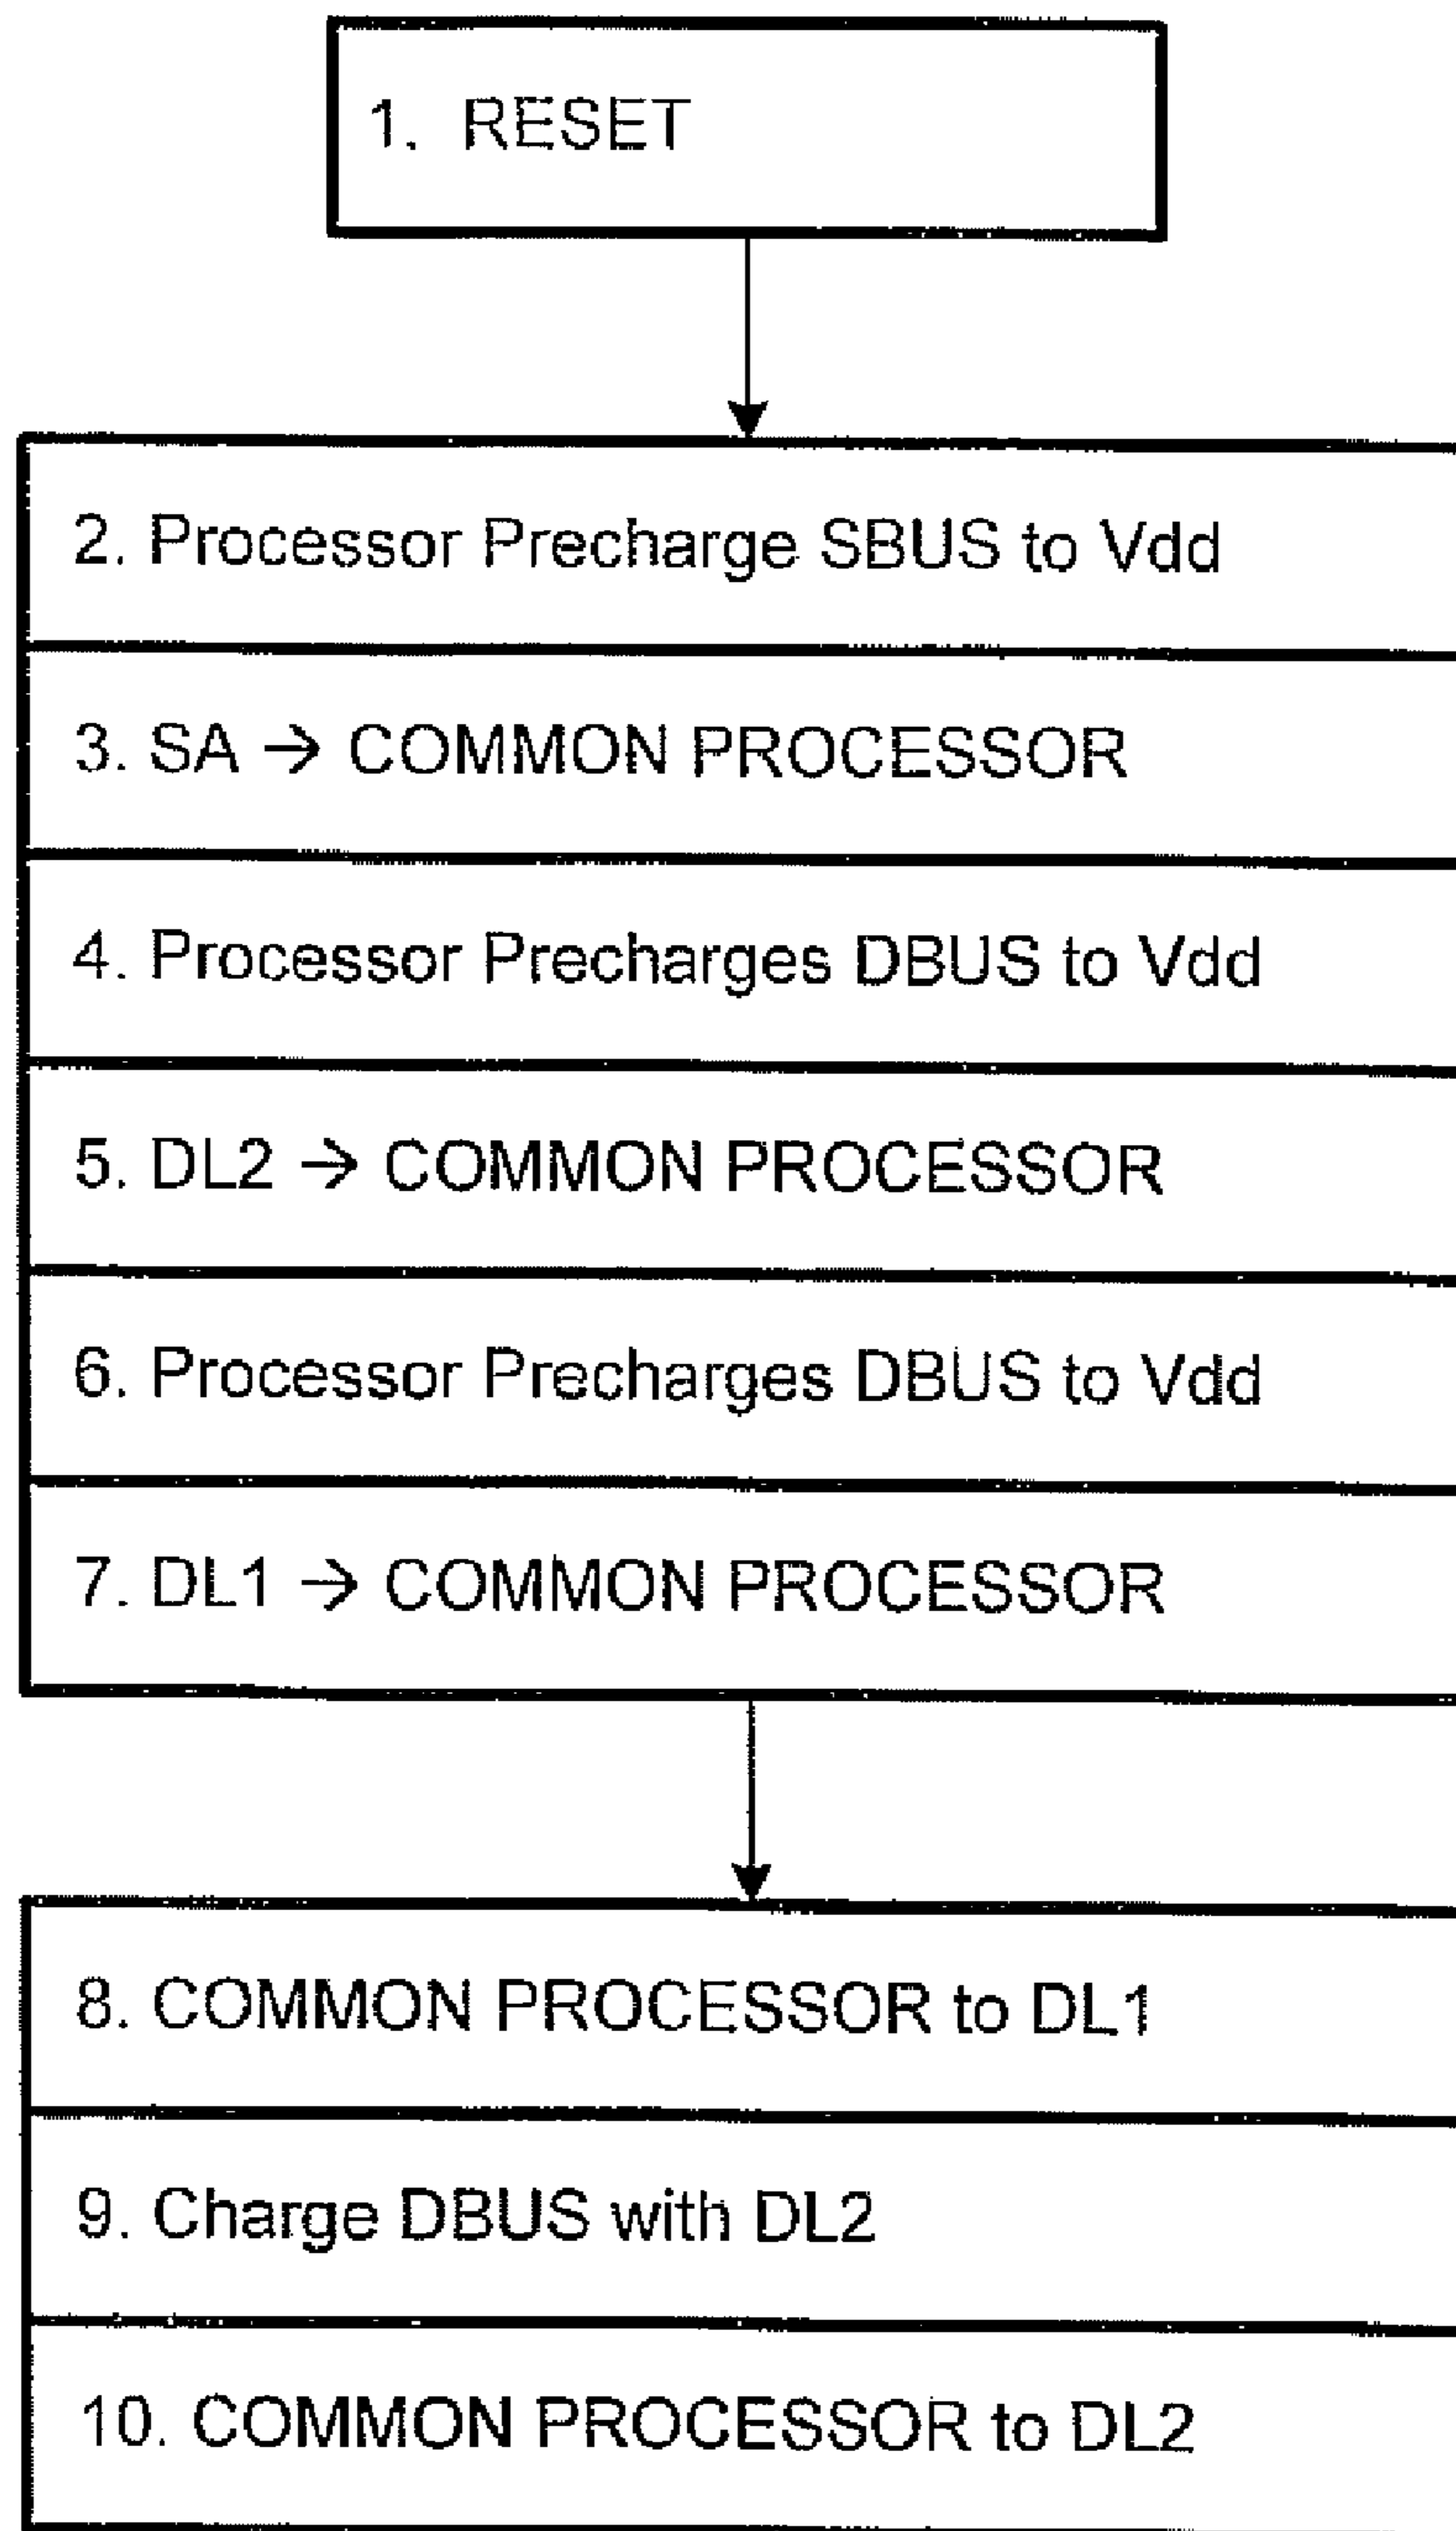 1. RESET
2. Processor Precharge SBUS to Vdd
3. SA → COMMON PROCESSOR
4. Processor Precharges DBUS to Vdd
5. DL2 → COMMON PROCESSOR
6. Processor Precharges DBUS to Vdd
7. DL1 → COMMON PROCESSOR
8. COMMON PROCESSOR to DL1
9. Charge DBUS with DL2
10. COMMON PROCESSOR to DL2